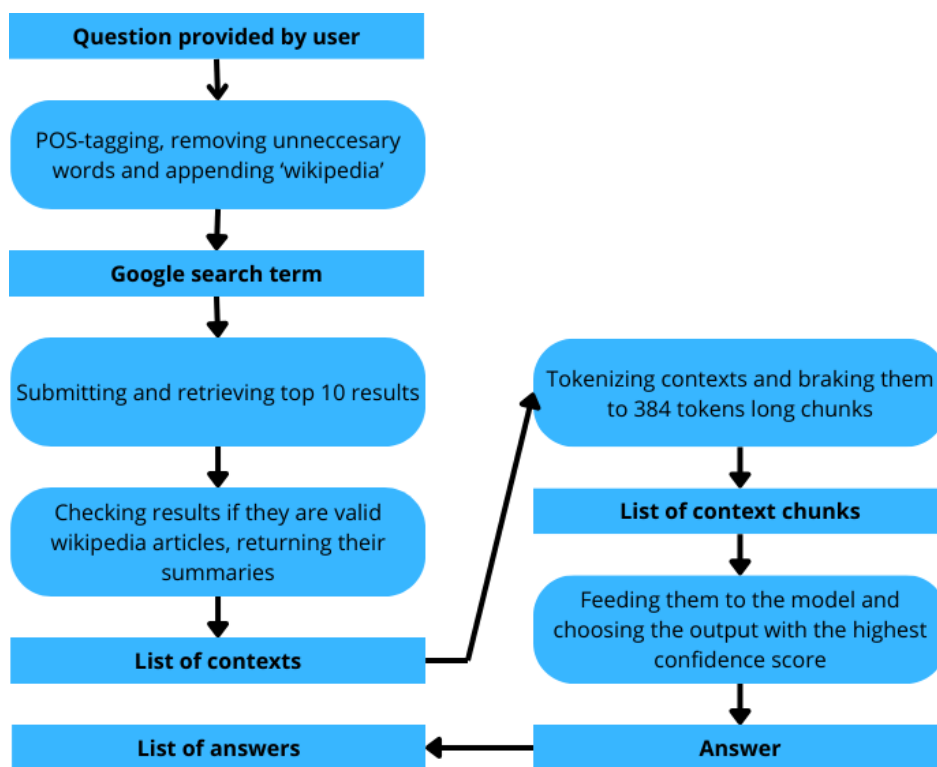 Question provided by user
POS-tagging, removing unneccesary
words and appending ‘wikipedia’
Google search term
Submitting and retrieving top 10 results
Checking results if they are valid
wikipedia articles, returning their
summaries
List of contexts
Tokenizing contexts and braking them
to 384 tokens long chunks
List of context chunks
Feeding them to the model and
choosing the output with the highest
confidence score
Answer
List of answers